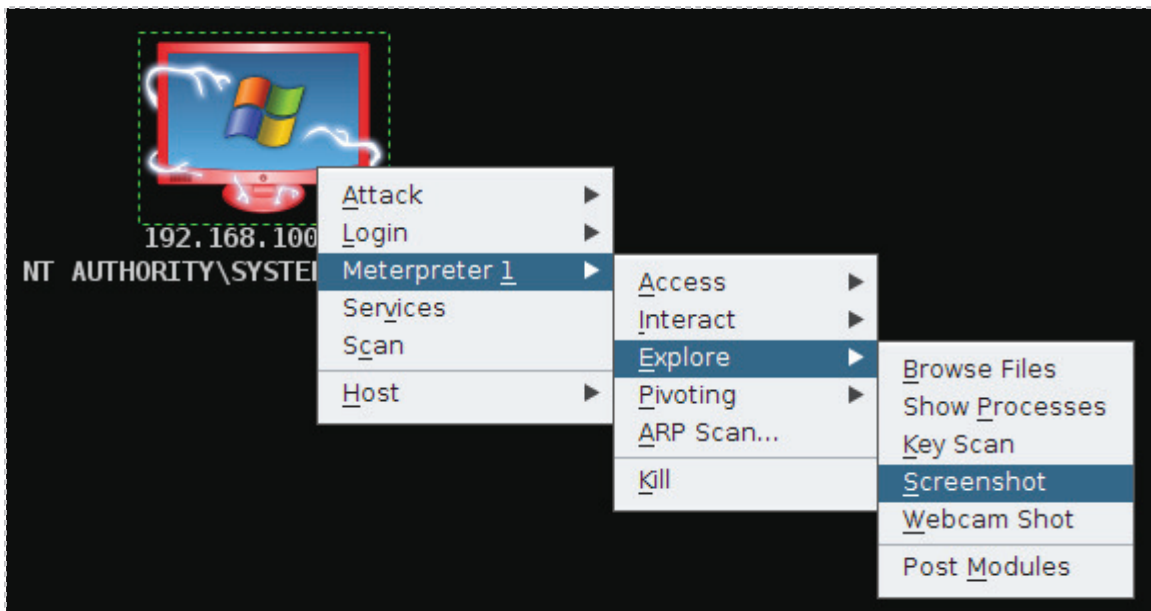 192.168.100
NT AUTHORITY\SYSTE
Attack
Login
Meterpreter 1
Services
Scan
Host
Access
Interact
Explore
Pivoting
ARP Scan...
Kill
Browse Files
Show Processes
Key Scan
Screenshot
Webcam Shot
Post Modules